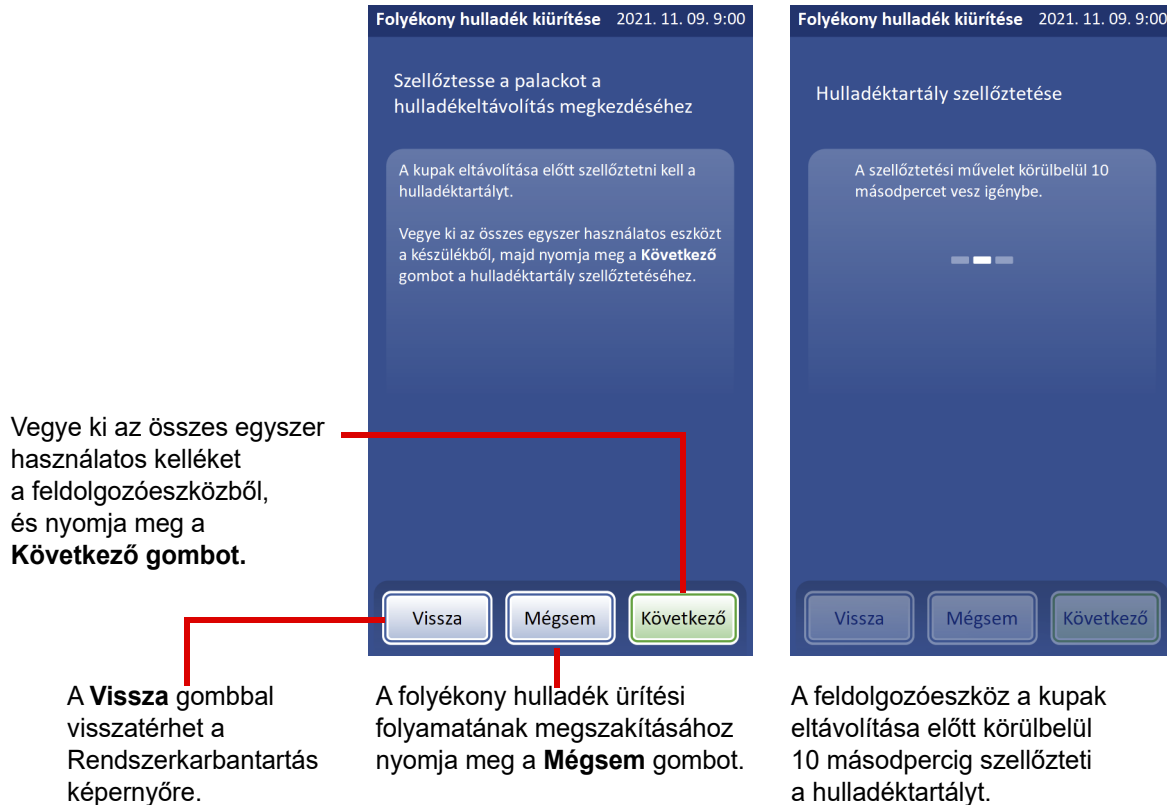 Folyékony hulladék kiürítése 2021. 11. 09. 9:00
Szellőztesse a palackot a
hulladékeltávolítás megkezdéséhez
A kupak eltávolítása előtt szellőztetni kell a
hulladéktartályt.
Vegye ki az összes egyszer használatos eszközt
a készülékből, majd nyomja meg a Következő
gombot a hulladéktartály szellőztetéséhez.
Vissza
Mégsem
Következő
Folyékony hulladék kiürítése 2021. 11. 09. 9:00
Hulladéktartály szellőztetése
A szellőztetési művelet körülbelül 10
másodpercet vesz igénybe.
Vissza
Mégsem
Következő
Vegye ki az összes egyszer
használatos kelléket
a feldolgozóeszközből,
és nyomja meg a
Következő gombot.
A Vissza gombbal
visszatérhet a
Rendszerkarbantartás
képernyőre.
A folyékony hulladék ürítési
folyamatának megszakításához
nyomja meg a Mégsem gombot.
A feldolgozóeszköz a kupak
eltávolítása előtt körülbelül
10 másodpercig szellőzteti
a hulladéktartályt.